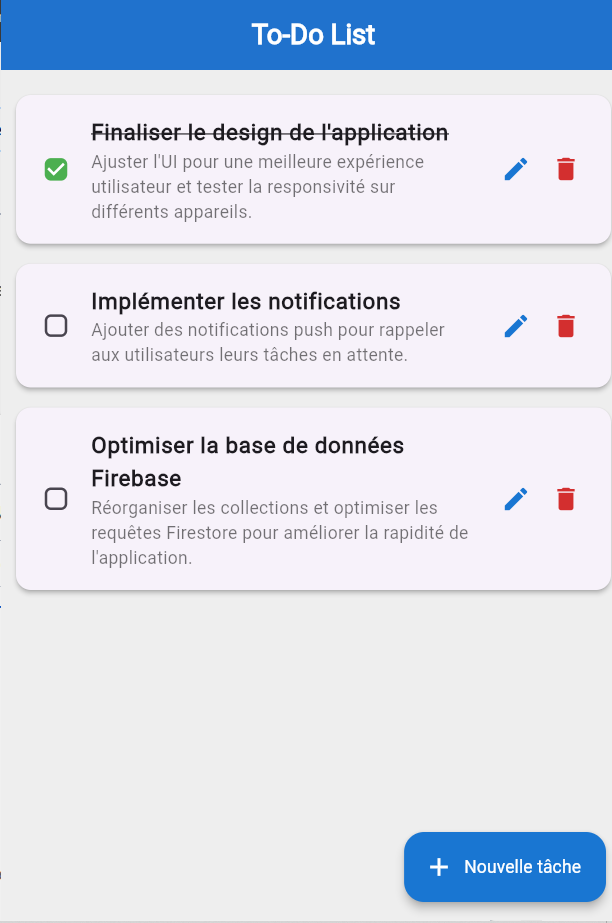 To-Do List
Finaliser le design de l'application
Ajuster l'UI pour une meilleure expérience
utilisateur et tester la responsivité sur
différents appareils.
Implémenter les notifications
Ajouter des notifications push pour rappeler
aux utilisateurs leurs tâches en attente.
Optimiser la base de données
Firebase
Réorganiser les collections et optimiser les
requêtes Firestore pour améliorer la rapidité de
l'application.
Nouvelle tâche